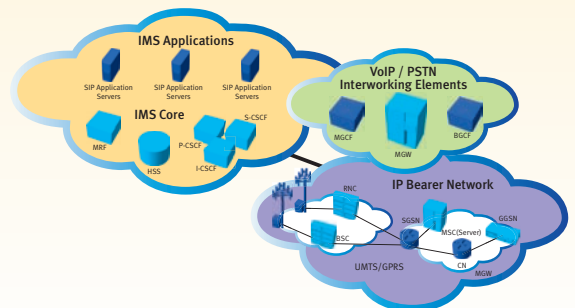 IMS Applications
SIP Application
Servers
SIP Application
Servers
SIP Application
Servers
IMS Core
S-CSCF
P-CSCF
MRF
HSS
I-CSCF
VoIP / PSTN
Interworking Elements
MGCF
MGW
BGCF
IP Bearer Network
RNC
BSC
SGSN
MSC(Server)
GGSN
CN
MGW
UMTS/GPRS